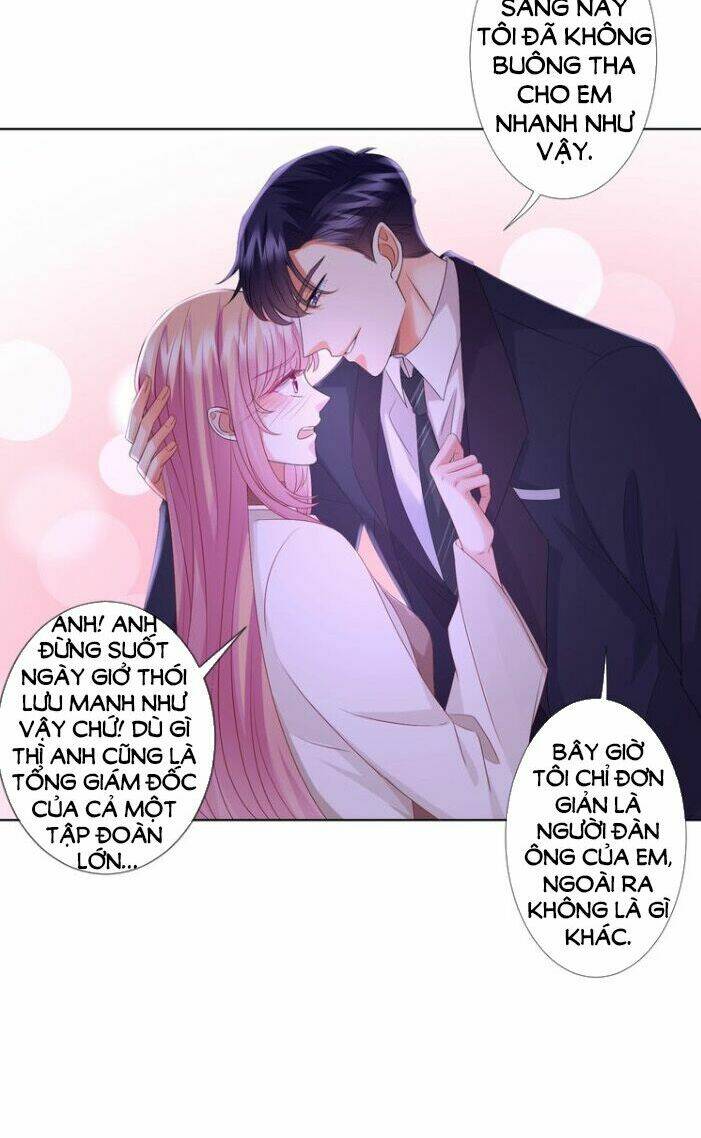 SÁNG NAY
TÔI ĐÃ KHÔNG
BUÔNG THA
CHO EM
NHANH NHƯ
VẬY.
ANH! ANH
ĐỪNG SUỐT
NGÀY GIỞ THÓI
LƯU MANH NHƯ
VẬY CHỨ! DÙ GÌ
THÌ ANH CŨNG LÀ
TỔNG GIÁM ĐỐC
CỦA CẢ MỘT
TẬP ĐOÀN
LỚN...
BÂY GIỜ
TÔI CHỈ ĐƠN
GIẢN LÀ
NGƯỜI ĐÀN
ÔNG CỦA EM,
NGOÀI RA
KHÔNG LÀ GÌ
KHÁC.